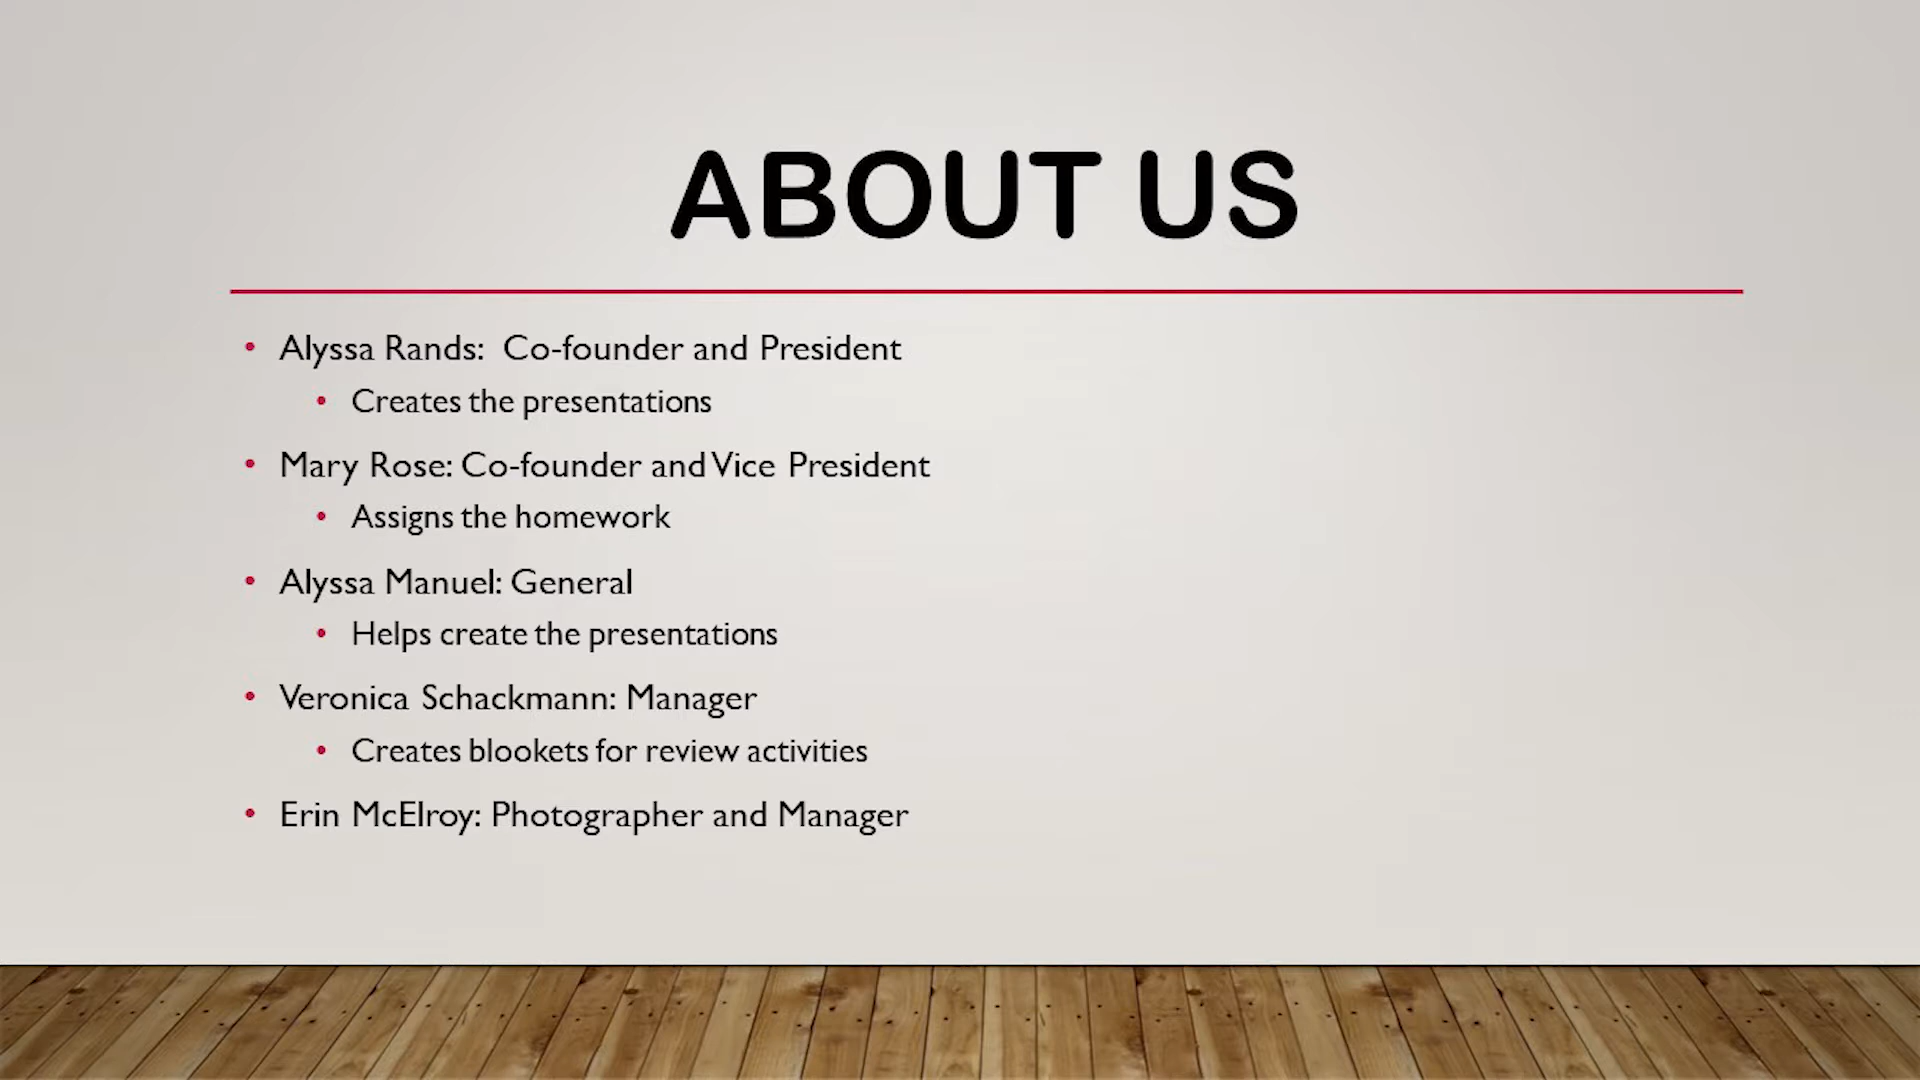 ABOUT US
• Alyssa Rands:  Co-founder and President
• Creates the presentations
• Mary Rose: Co-founder and Vice President
• Assigns the homework
• Alyssa Manuel: General
• Helps create the presentations
• Veronica Schackmann: Manager
• Creates blookets for review activities
• Erin McElroy: Photographer and Manager